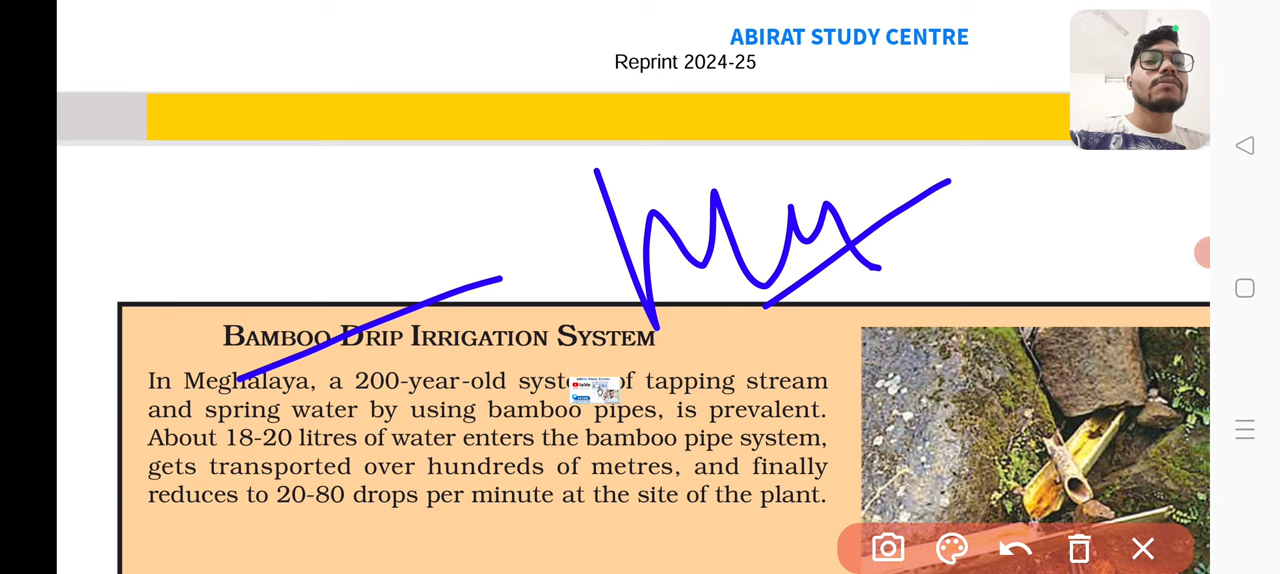 ABIRAT STUDY CENTRE
Reprint 2024-25
BAMBOO DRIP IRRIGATION SYSTEM
In Meghalaya, a 200-year-old system of tapping stream
and spring water by using bamboo pipes, is prevalent.
About 18-20 litres of water enters the bamboo pipe system,
gets transported over hundreds of metres, and finally
reduces to 20-80 drops per minute at the site of the plant.